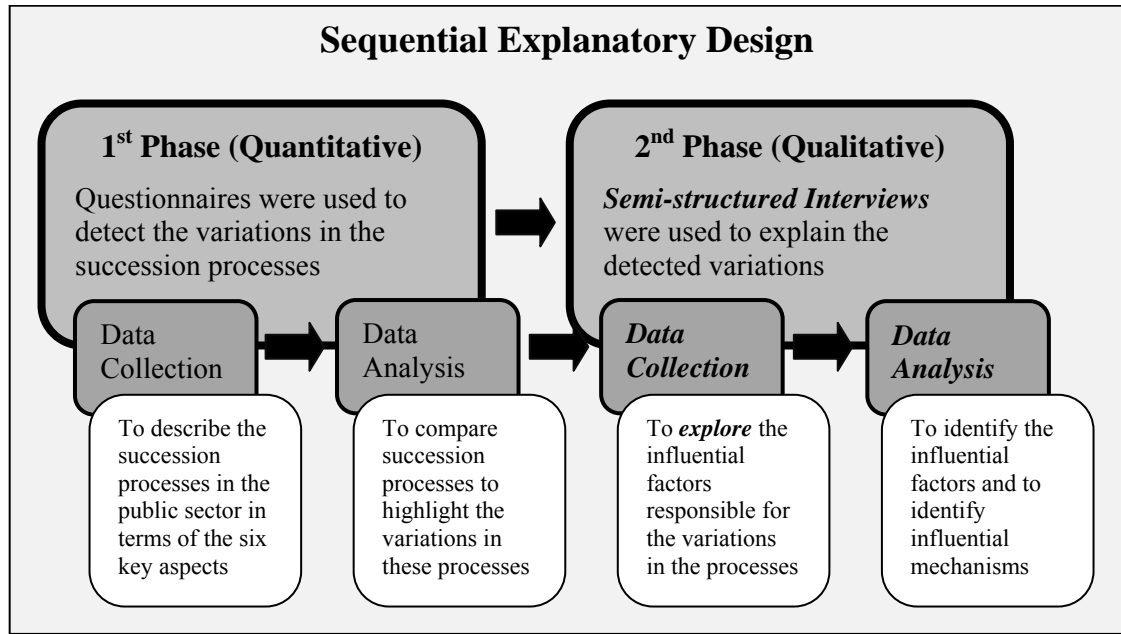 Sequential Explanatory Design
1st Phase (Quantitative)
Questionnaires were used to
detect the variations in the
succession processes
2nd Phase (Qualitative)
Semi-structured Interviews
were used to explain the
detected variations
Data
Collection
Data
Analysis
Data
Collection
Data
Analysis
To describe the
succession
processes in the
public sector in
terms of the six
key aspects
To compare
succession
processes to
highlight the
variations in
these processes
To explore the
influential
factors
responsible for
the variations
in the processes
To identify the
influential
factors and to
identify
influential
mechanisms